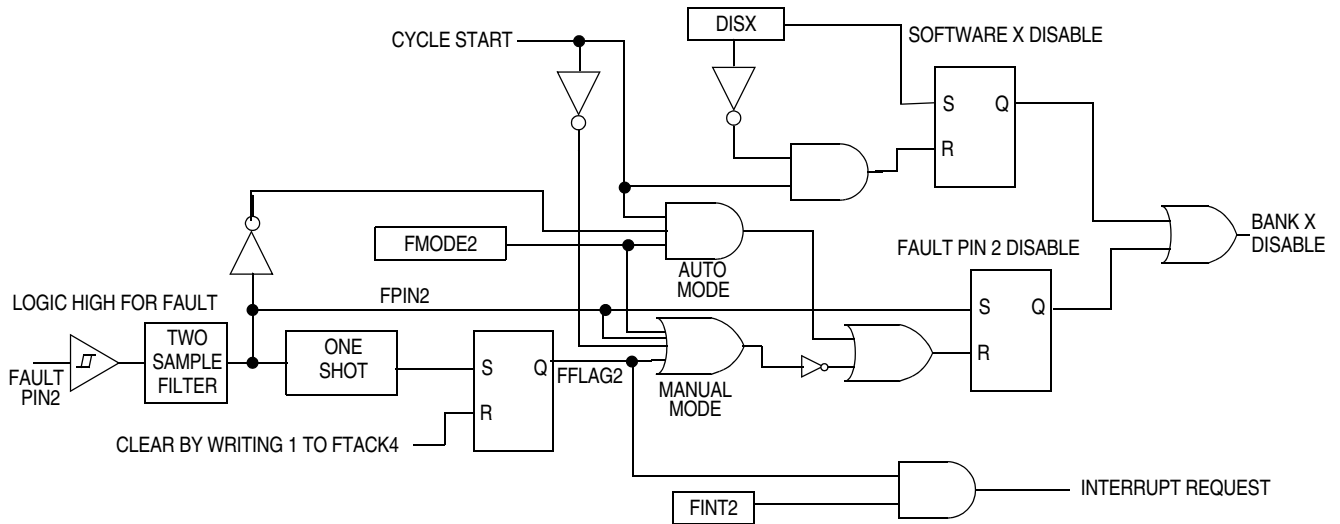 DISX
CYCLE START
SOFTWARE X DISABLE
S Q
R
FMODE2
AUTO
MODE
BANK X
DISABLE
FAULT PIN 2 DISABLE
LOGIC HIGH FOR FAULT
FPIN2
S Q
R
FAULT
PIN2
TWO
SAMPLE
FILTER
ONE
SHOT
S Q
R
FFLAG2
MANUAL
MODE
CLEAR BY WRITING 1 TO FTACK4
FINT2
INTERRUPT REQUEST